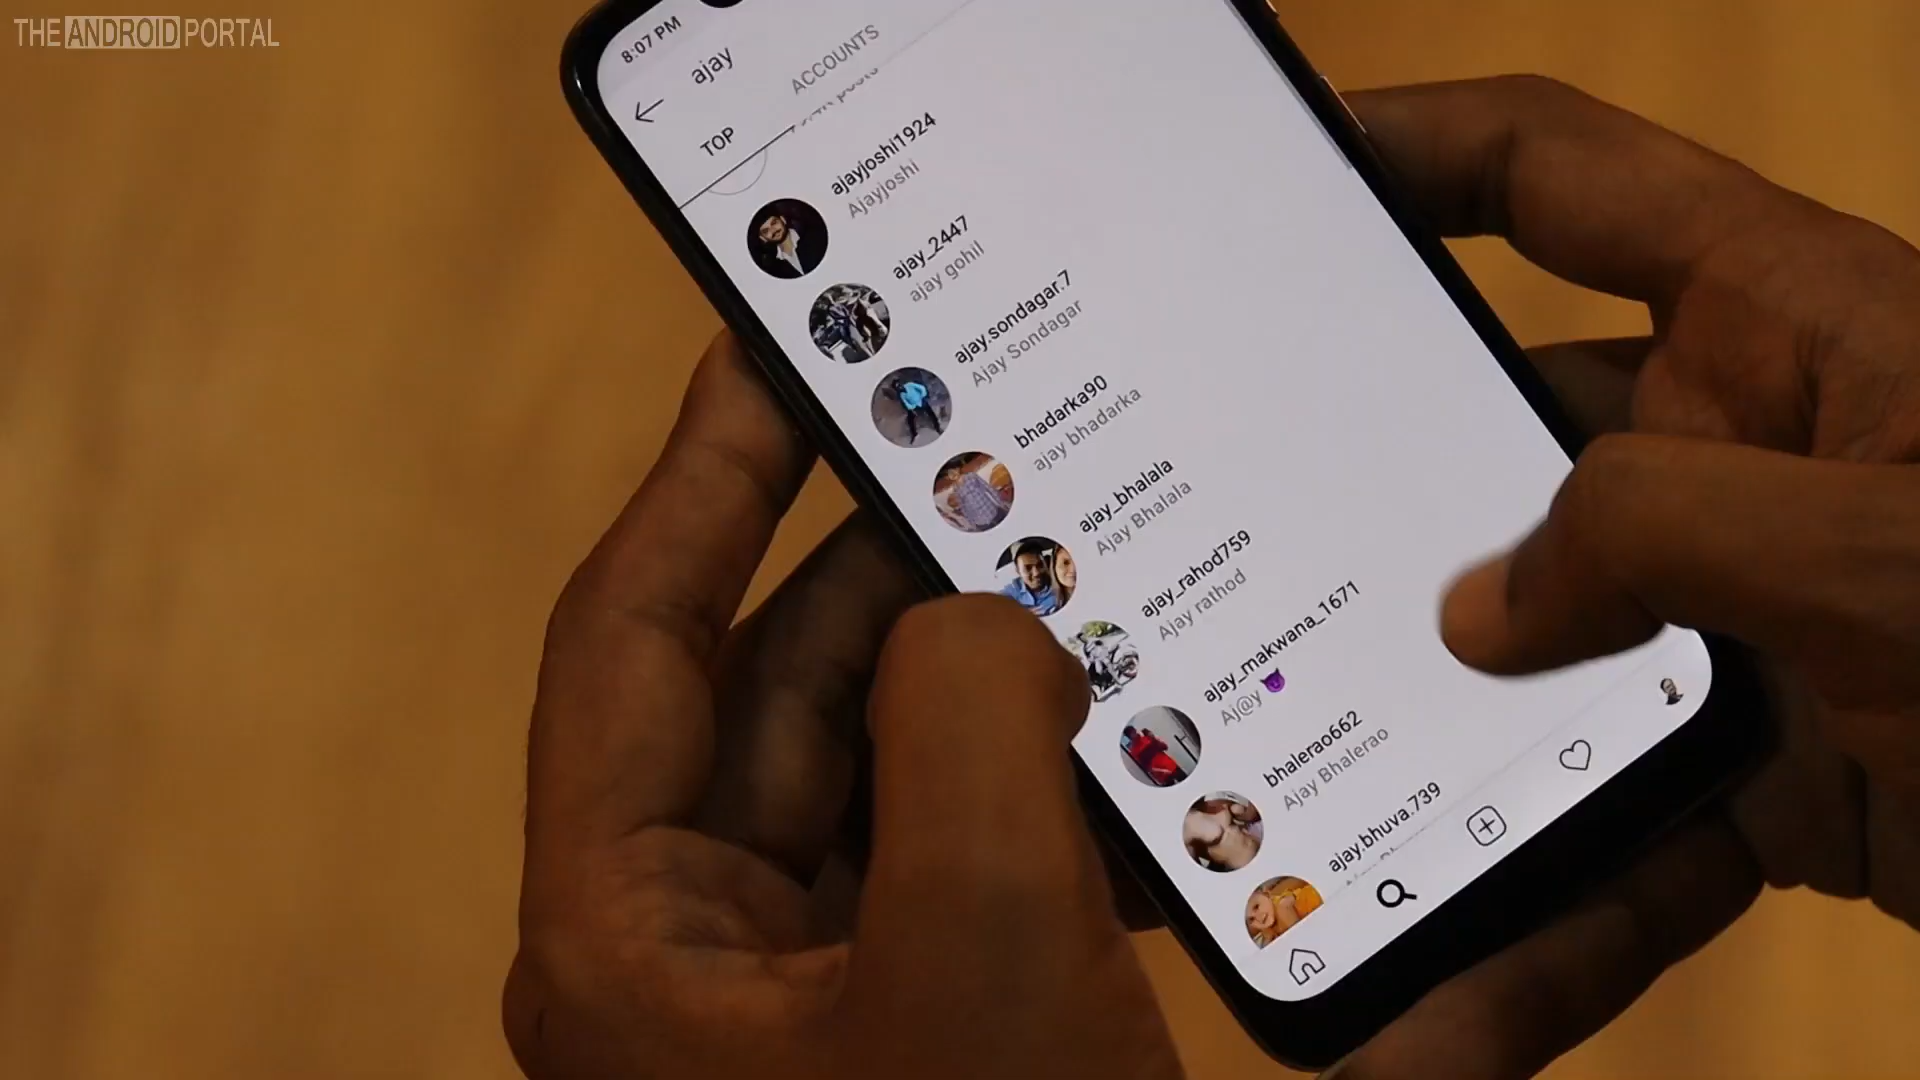 THE ANDROID PORTAL
8:07 PM
ajay
TOP
ACCOUNTS
posts
ajayjoshi1924
Ajayjoshi
ajay_2447
ajay gohil
ajay.sondagar.7
Ajay Sondagar
bhadarka90
ajay bhadarka
ajay_bhalala
Ajay Bhalala
ajay_rahod759
Ajay rathod
ajay_makwana_1671
Aj@y 😈
bhalerao662
Ajay Bhalerao
ajay.bhuva.739